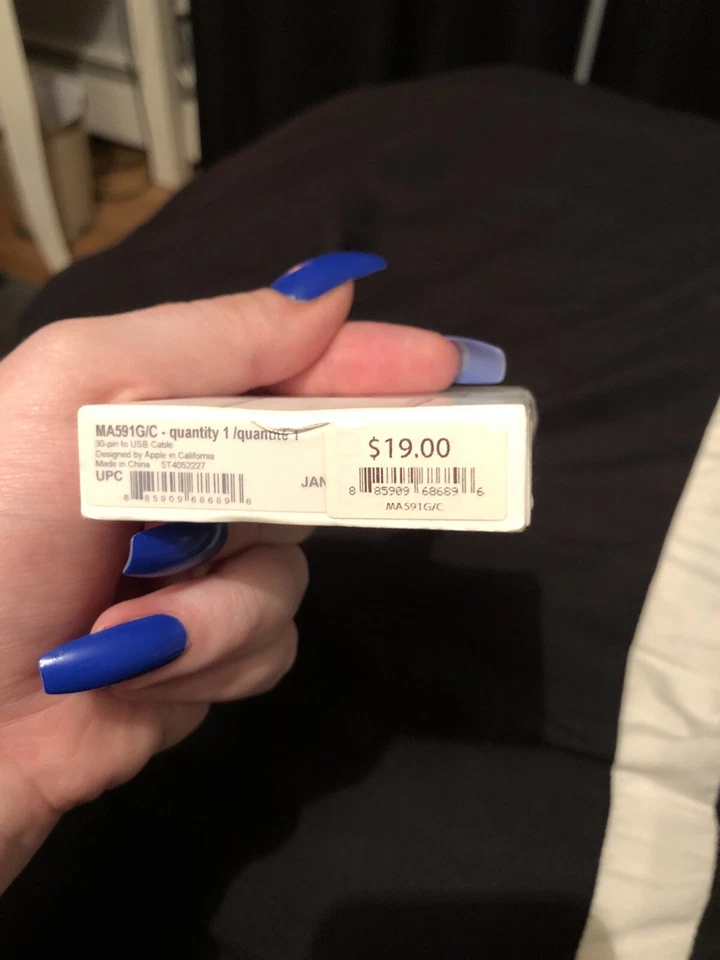 MA591G/C - quantity 1 /quantité 1
30-pin to USB Cable
Designed by Apple in California
Made in China 5T4052227
UPC
8 85909 68689 6
JAN
$19.00
8 85909 68689 6
MA591G/C